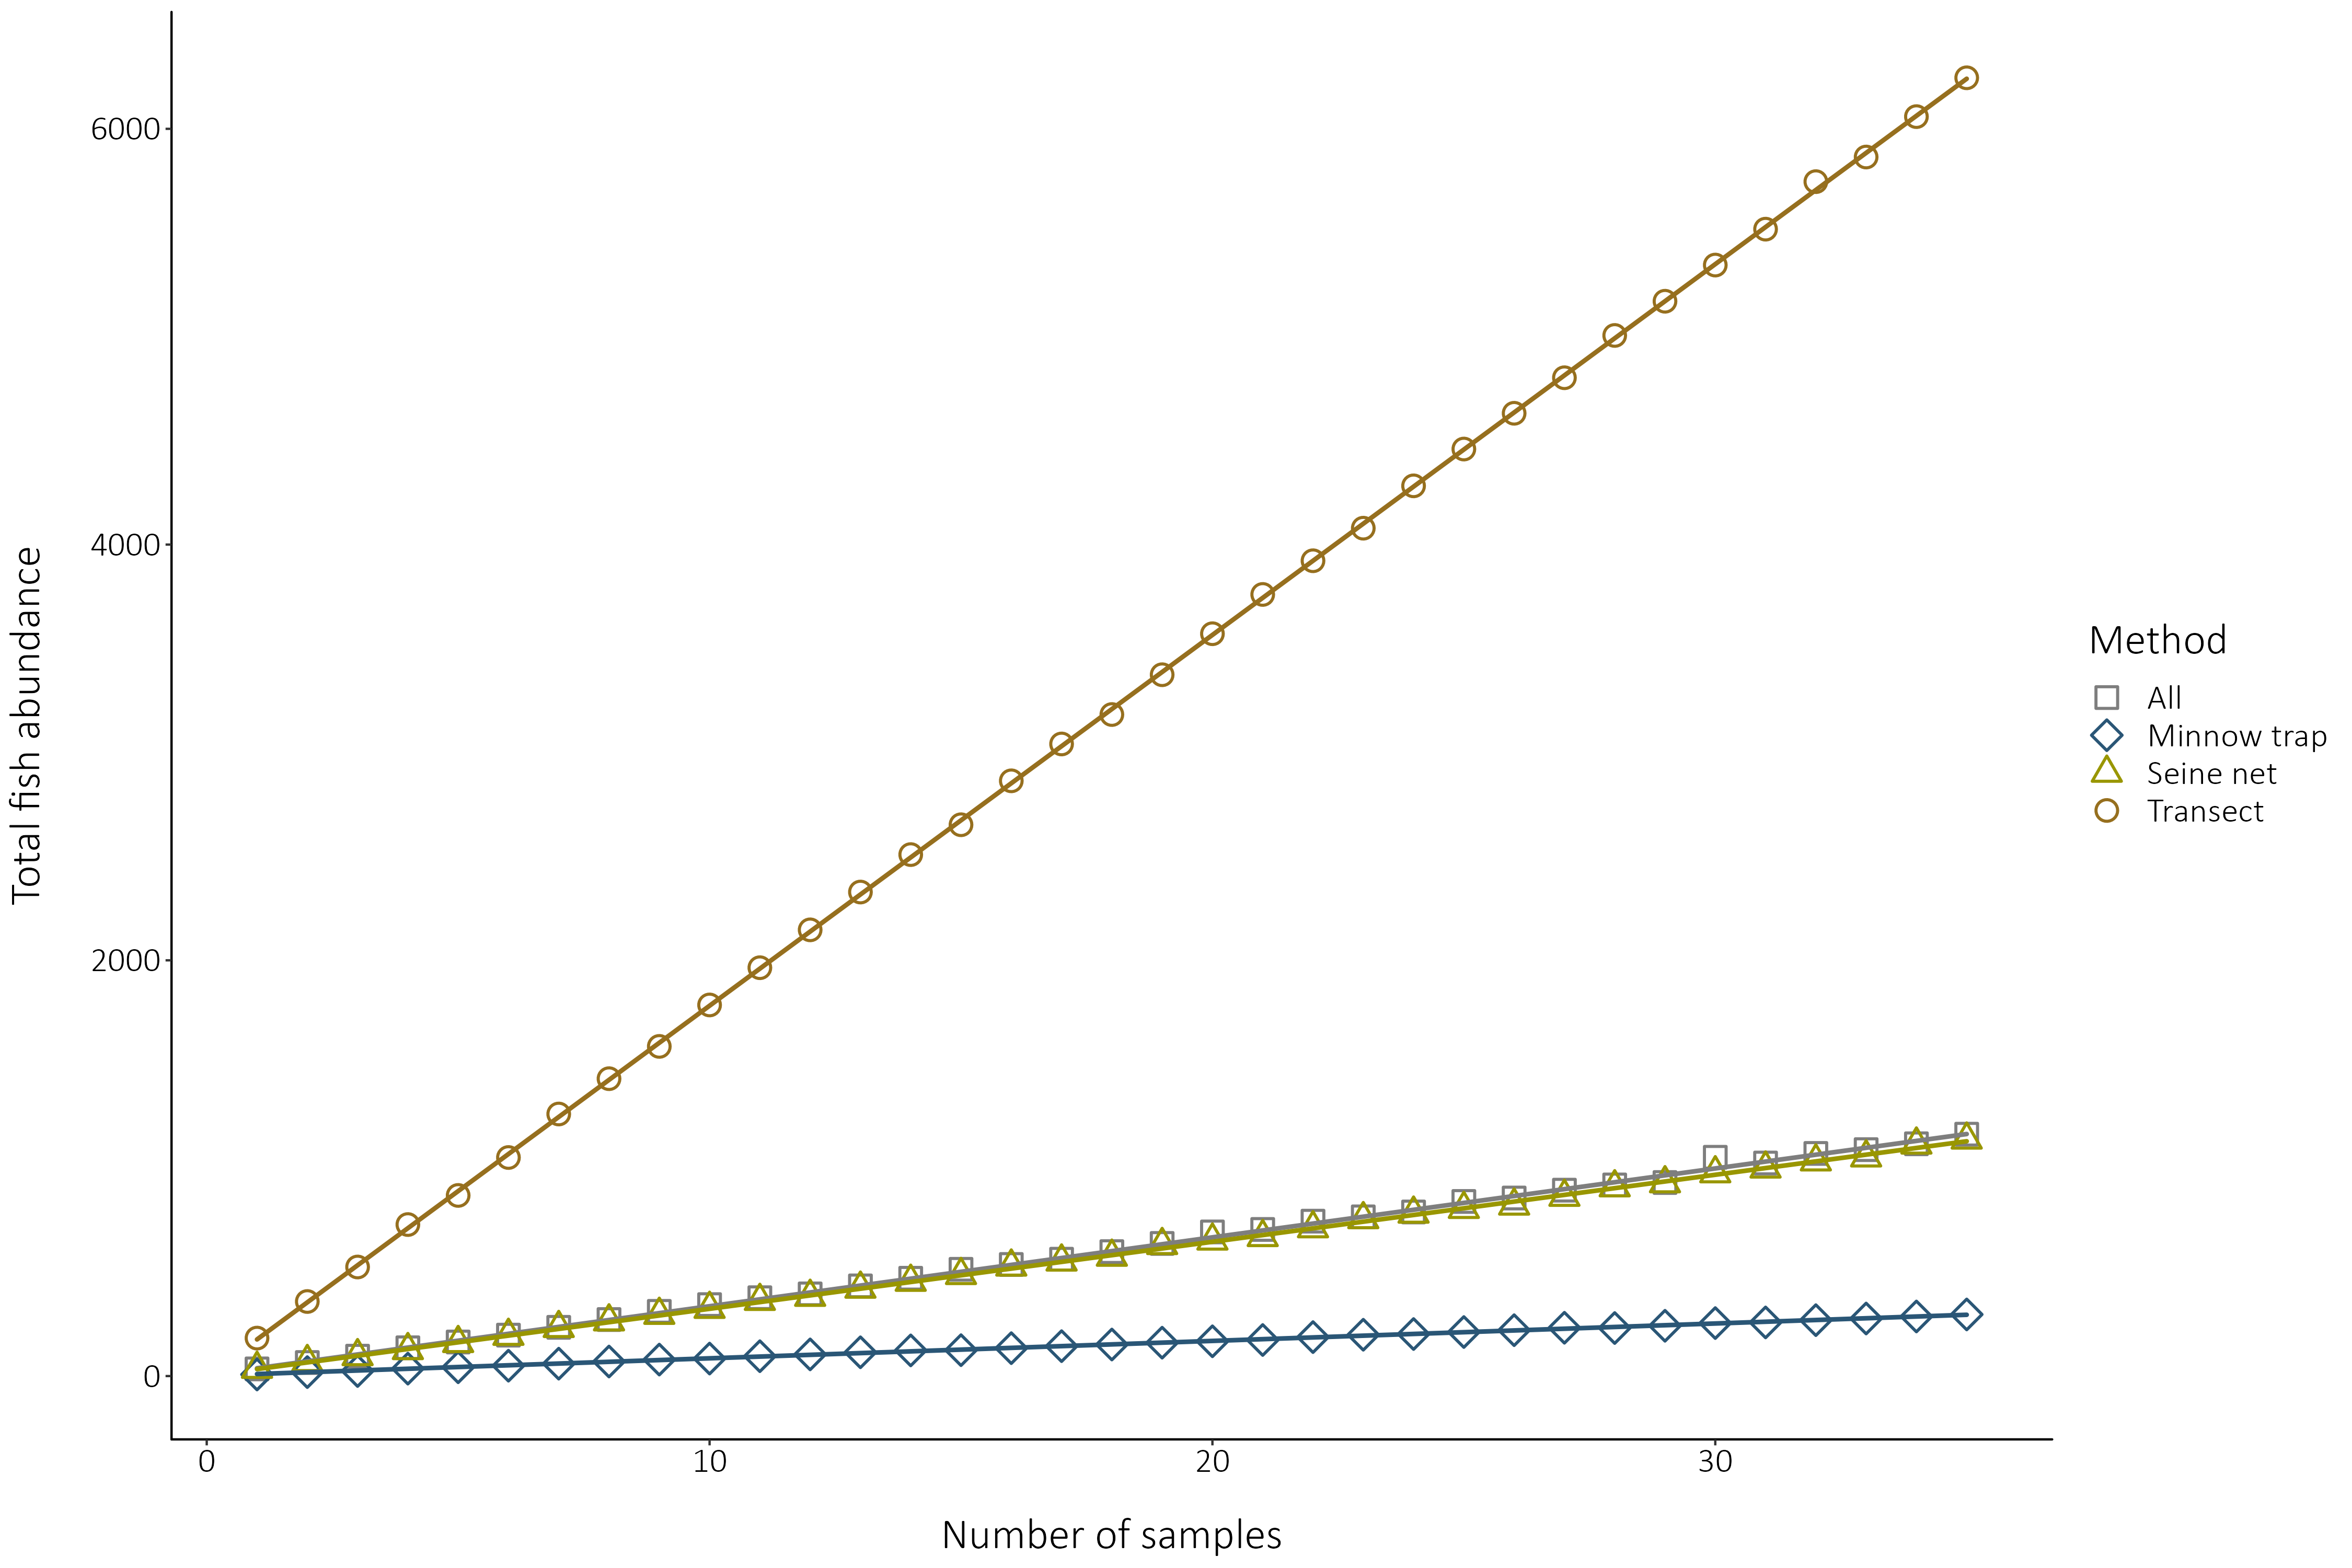 Total fish abundance
6000
4000
2000
0
0 10 20 30
Number of samples
Method
All
Minnow trap
Seine net
Transect